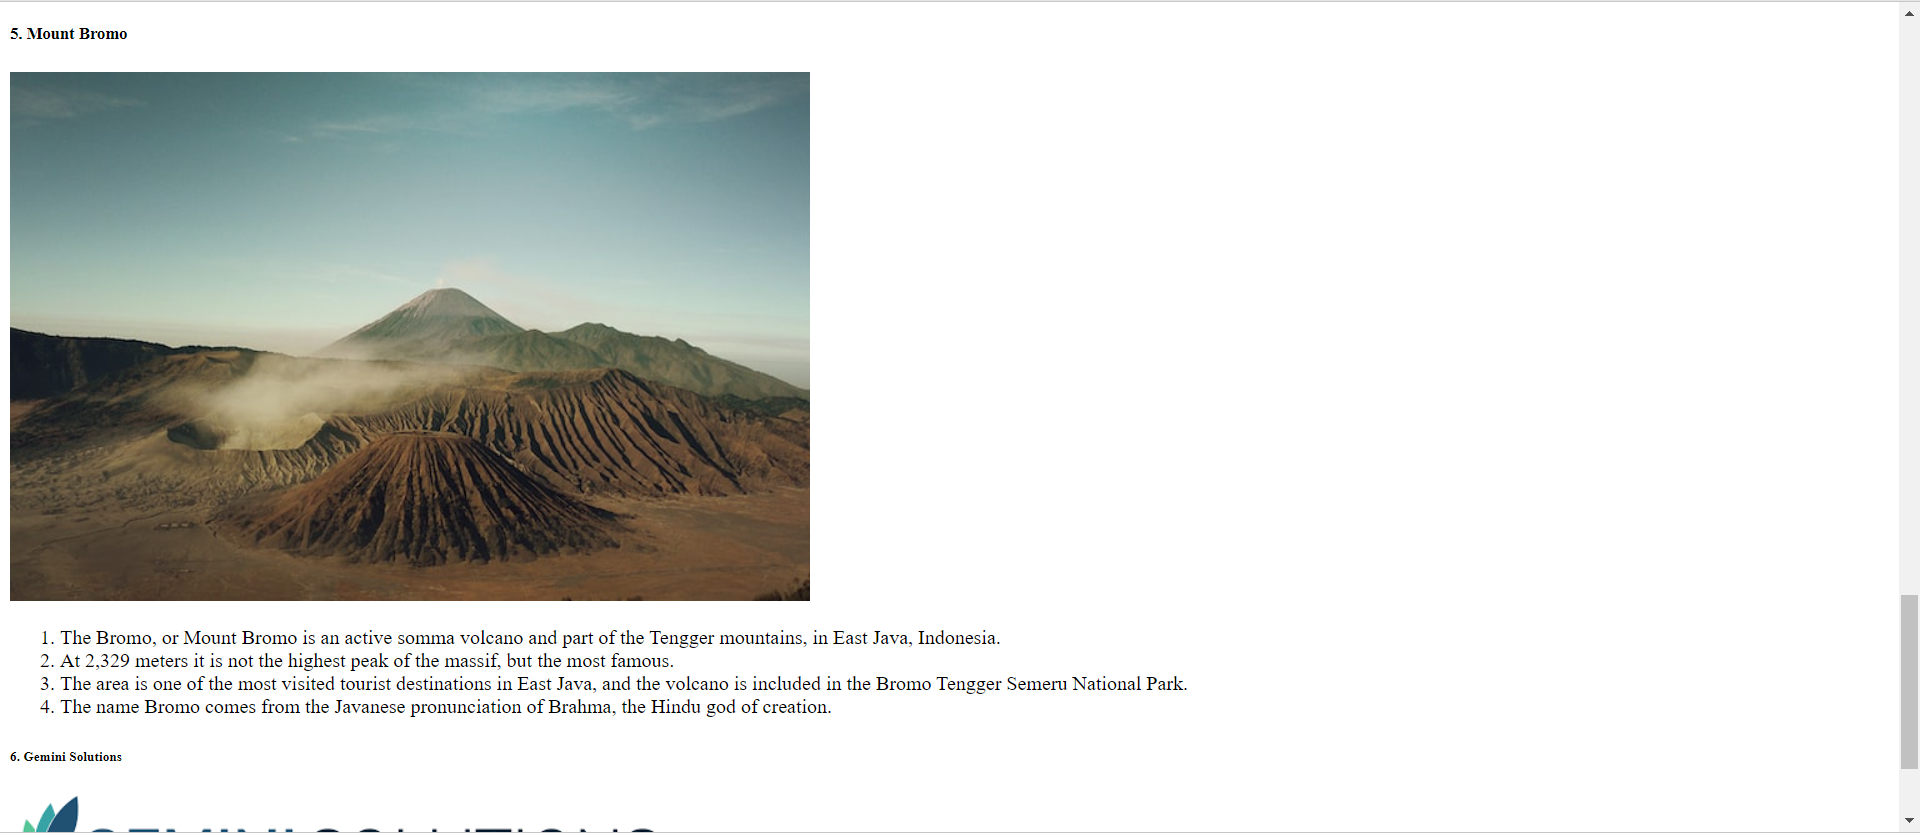 5. Mount Bromo
1. The Bromo, or Mount Bromo is an active somma volcano and part of the Tengger mountains, in East Java, Indonesia.
2. At 2,329 meters it is not the highest peak of the massif, but the most famous.
3. The area is one of the most visited tourist destinations in East Java, and the volcano is included in the Bromo Tengger Semeru National Park.
4. The name Bromo comes from the Javanese pronunciation of Brahma, the Hindu god of creation.
6. Gemini Solutions